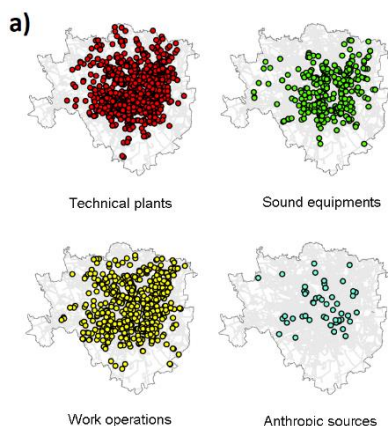 a)
Technical plants
Sound equipments
Work operations
Anthropic sources